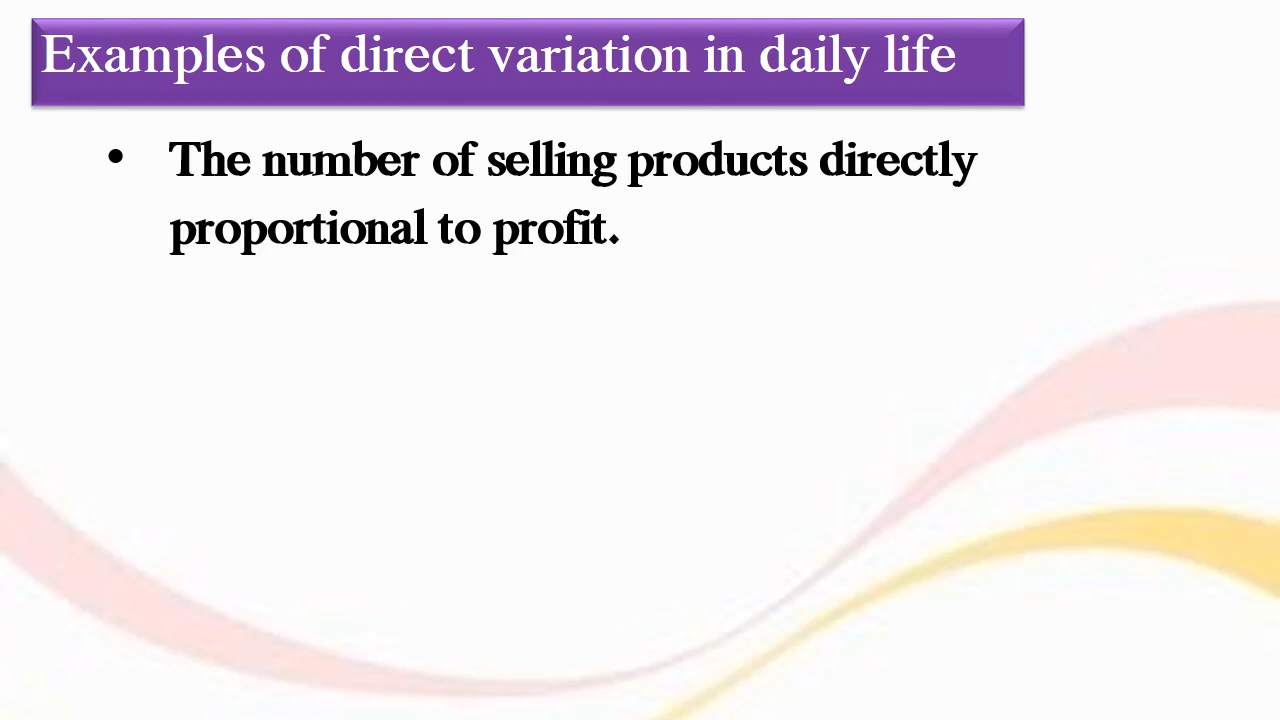 Examples of direct variation in daily life
• The number of selling products directly
proportional to profit.